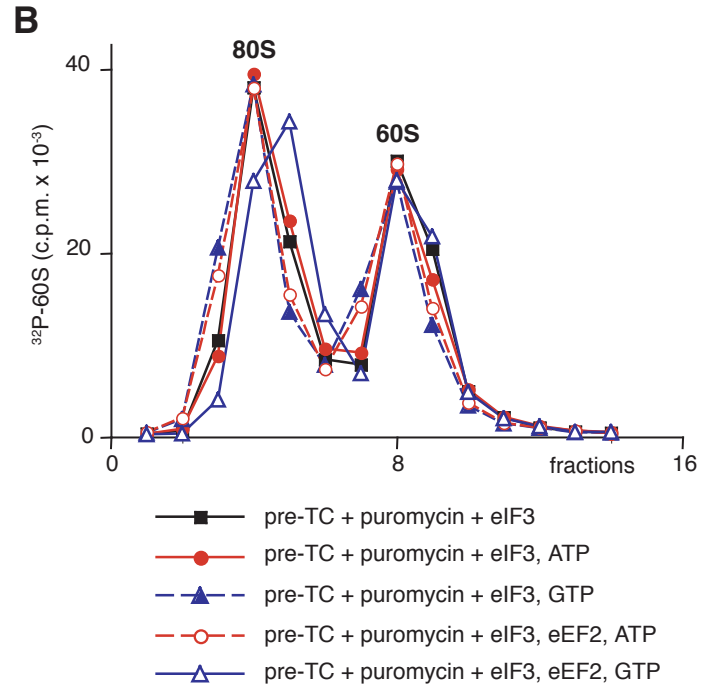 B
80S
60S
40
20
0
³²P-60S (c.p.m. x 10⁻³)
0
8
fractions
16
pre-TC + puromycin + eIF3
pre-TC + puromycin + eIF3, ATP
pre-TC + puromycin + eIF3, GTP
pre-TC + puromycin + eIF3, eEF2, ATP
pre-TC + puromycin + eIF3, eEF2, GTP